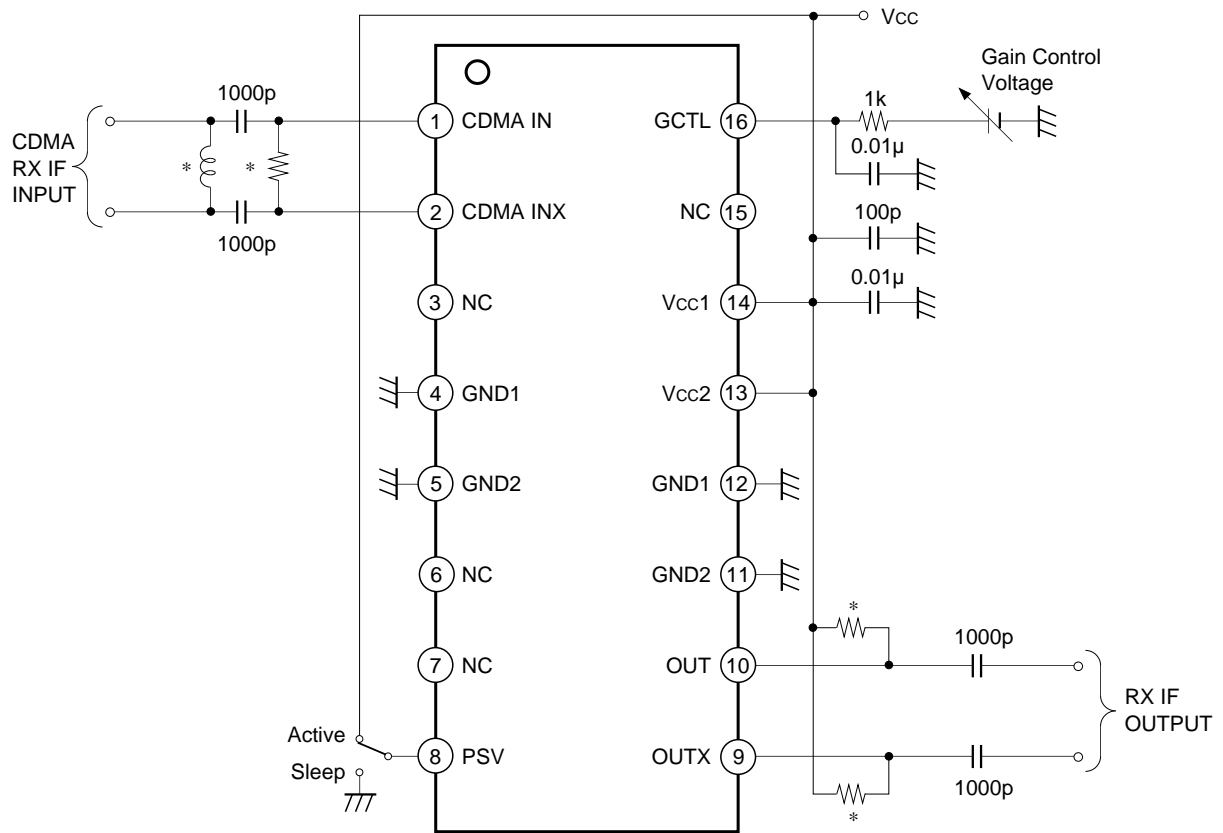 Vcc
Gain Control
Voltage
1000p
1k
1
CDMA IN
GCTL
16
CDMA
RX IF
INPUT
*
*
0.01μ
2
CDMA INX
NC
15
100p
1000p
0.01μ
3
NC
Vcc1
14
4
GND1
Vcc2
13
5
GND2
GND1
12
6
NC
GND2
11
*
1000p
7
NC
OUT
10
RX IF
OUTPUT
Active
8
PSV
OUTX
9
Sleep
1000p
*